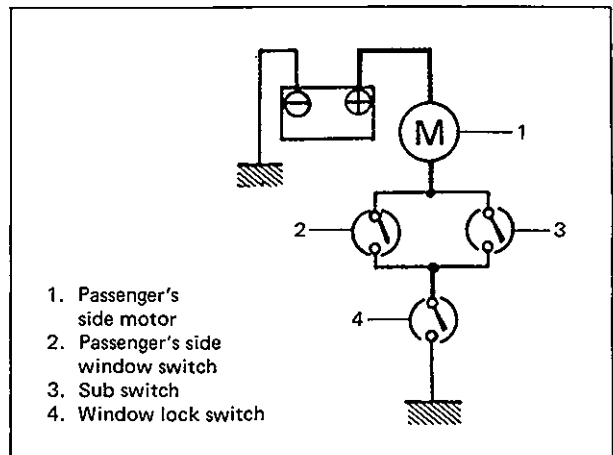 M
1
2
3
4
1. Passenger's
side motor
2. Passenger's side
window switch
3. Sub switch
4. Window lock switch